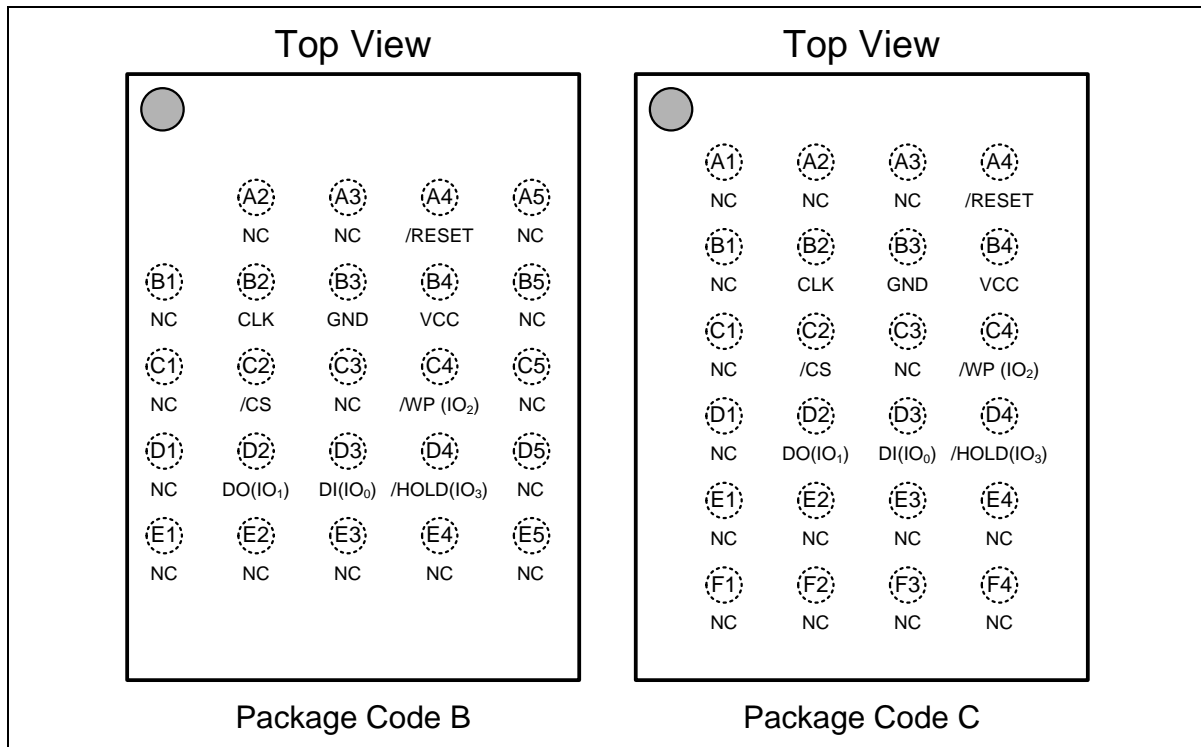 Top View
A2 A3 A4 A5
NC NC /RESET NC
B1 B2 B3 B4 B5
NC CLK GND VCC NC
C1 C2 C3 C4 C5
NC /CS NC /WP (IO₂) NC
D1 D2 D3 D4 D5
NC DO(IO₁) DI(IO₀) /HOLD(IO₃) NC
E1 E2 E3 E4 E5
NC NC NC NC NC
Package Code B
Top View
A1 A2 A3 A4
NC NC NC /RESET
B1 B2 B3 B4
NC CLK GND VCC
C1 C2 C3 C4
NC /CS NC /WP (IO₂)
D1 D2 D3 D4
NC DO(IO₁) DI(IO₀) /HOLD(IO₃)
E1 E2 E3 E4
NC NC NC NC
F1 F2 F3 F4
NC NC NC NC
Package Code C